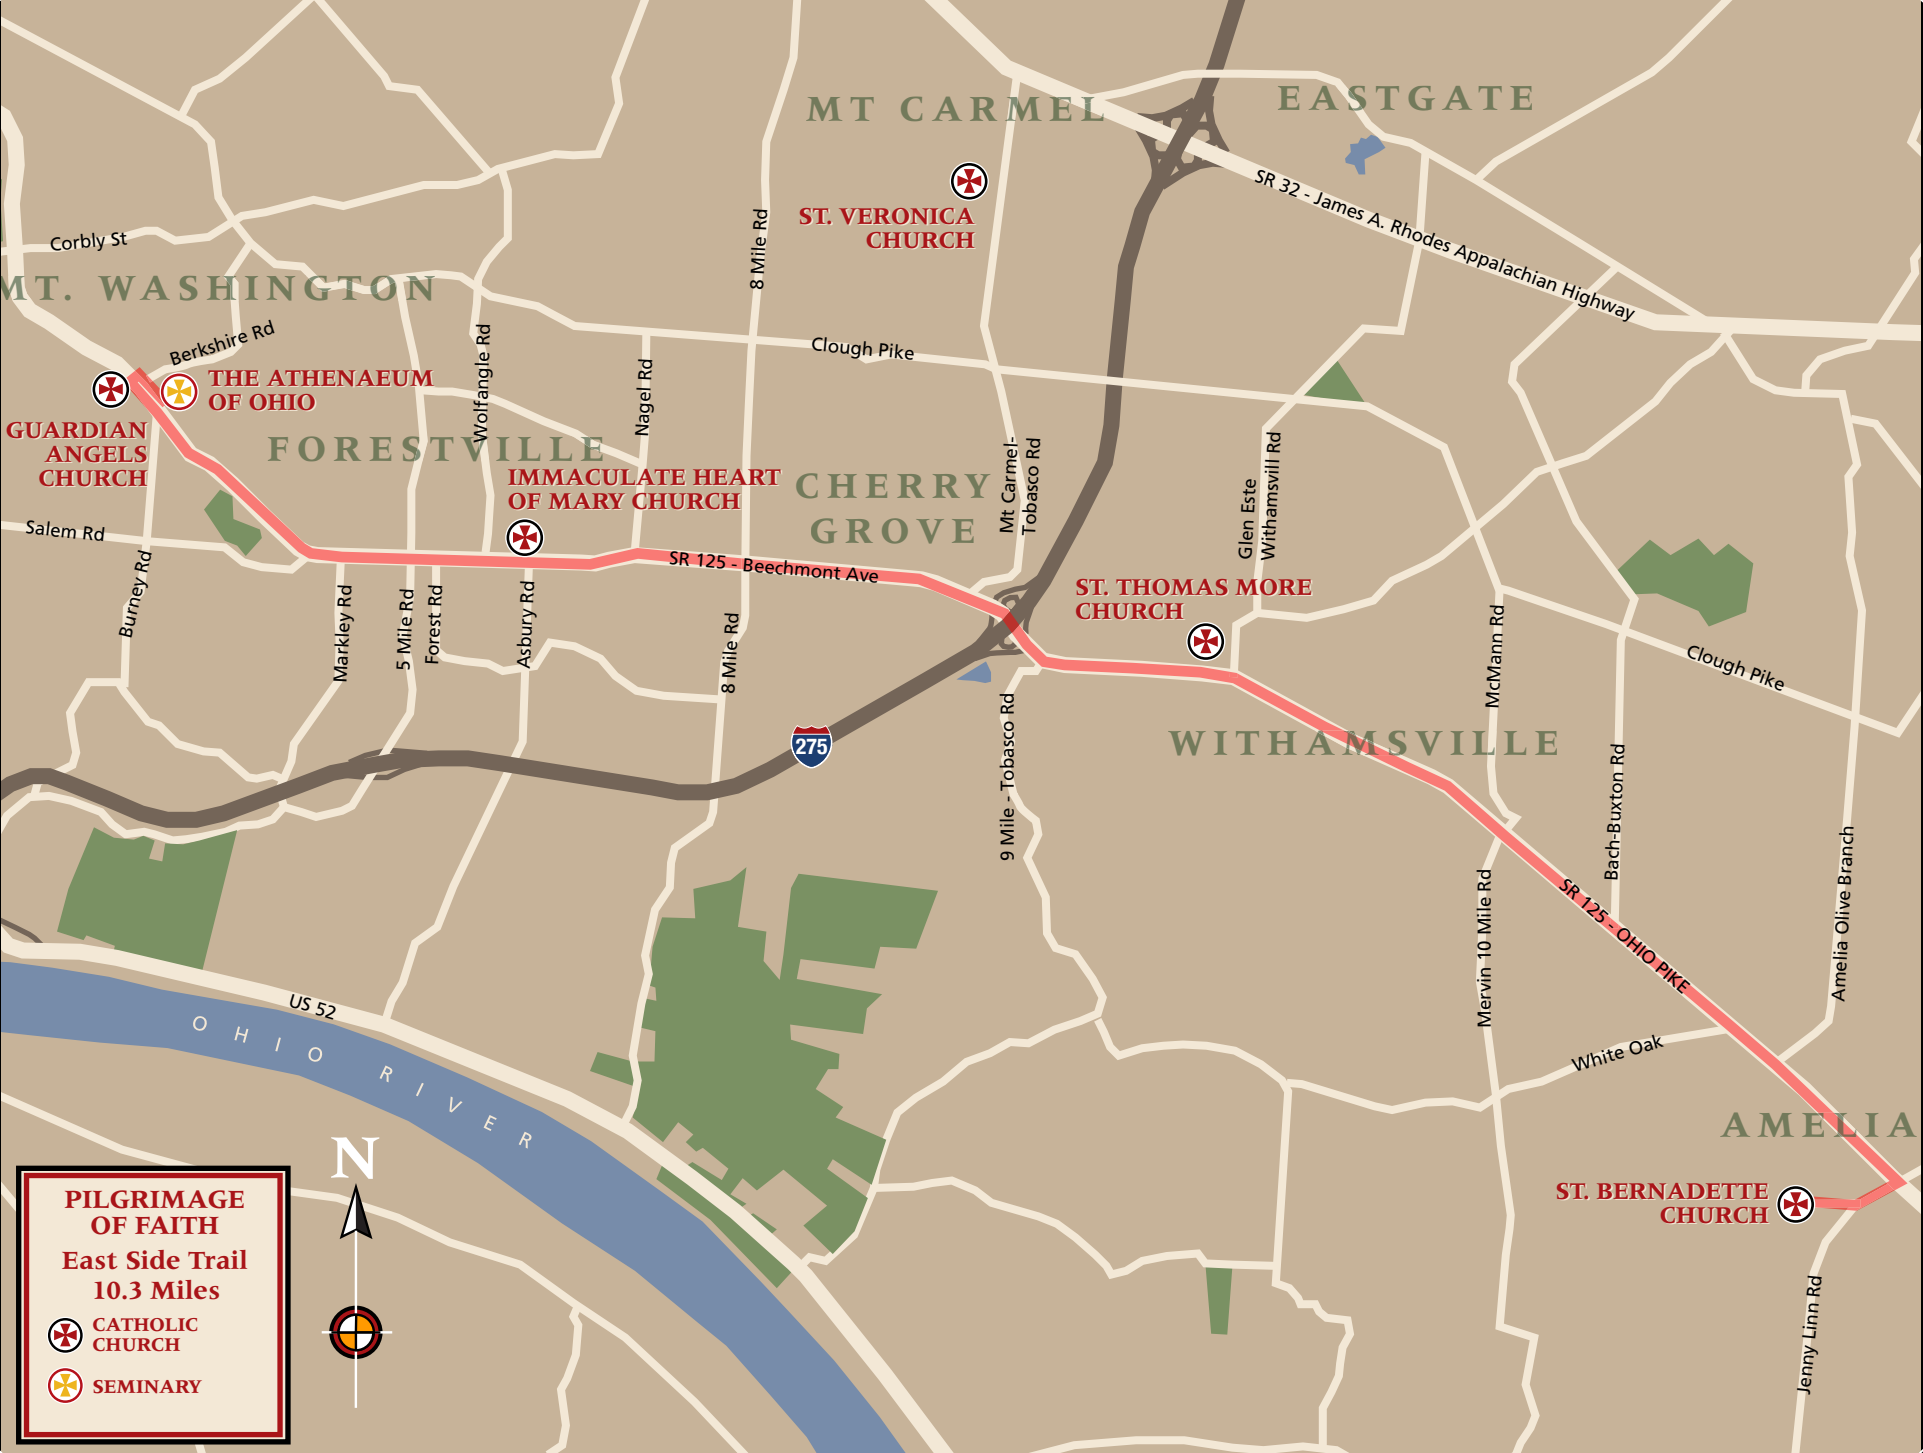 MT CARMEL
EASTGATE
SR 32 - James A. Rhodes Appalachian Highway
ST. VERONICA
CHURCH
8 Mile Rd
Corbly St
MT. WASHINGTON
Berkshire Rd
Wolfangle Rd
Nagel Rd
Clough Pike
THE ATHENAEUM
OF OHIO
GUARDIAN
ANGELS
CHURCH
FORESTVILLE
IMMACULATE HEART
OF MARY CHURCH
CHERRY
GROVE
Mt Carmel-
Tobasco Rd
Glen Este
Withamsvill Rd
Salem Rd
Burney Rd
SR 125 - Beechmont Ave
Markley Rd
5 Mile Rd
Forest Rd
Asbury Rd
8 Mile Rd
ST. THOMAS MORE
CHURCH
McMann Rd
Clough Pike
WITHAMSVILLE
275
9 Mile - Tobasco Rd
Bach-Buxton Rd
Amelia Olive Branch
Mervin 10 Mile Rd
SR 125 - OHIO PIKE
US 52
OHIO RIVER
White Oak
AMELIA
ST. BERNADETTE
CHURCH
Jenny Linn Rd
N
PILGRIMAGE
OF FAITH
East Side Trail
10.3 Miles
CATHOLIC
CHURCH
SEMINARY